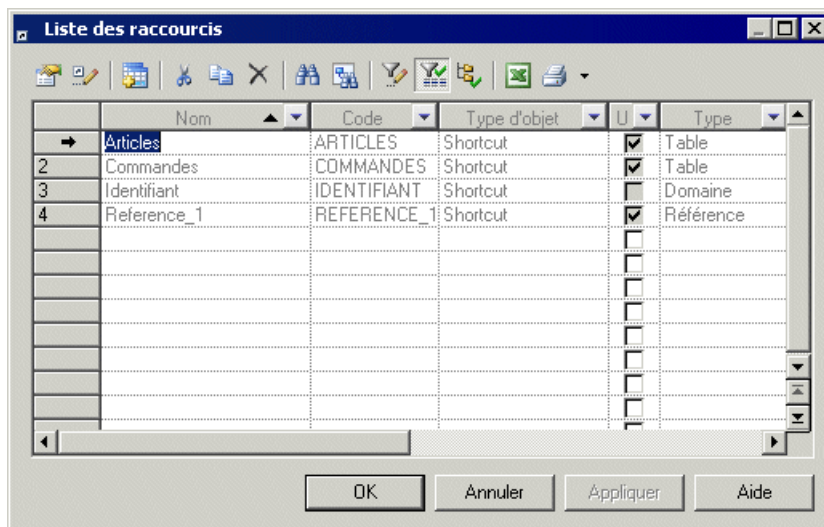 Liste des raccourcis
Nom Code Type d'objet U Type
Articles ARTICLES Shortcut Table
2 Commandes COMMANDES Shortcut Table
3 Identifiant IDENTIFIANT Shortcut Domaine
4 Reference_1 REFERENCE_1 Shortcut Référence
OK Annuler Appliquer Aide